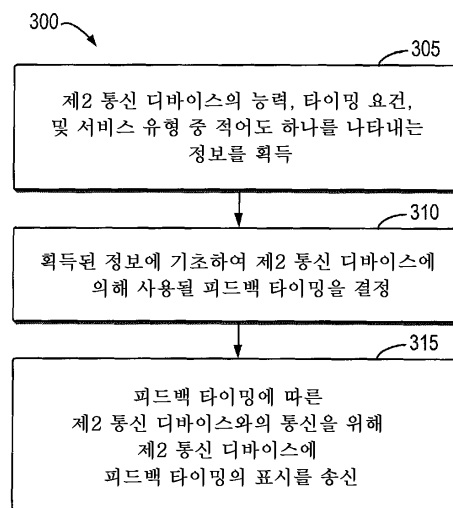 300
305
제2 통신 디바이스의 능력, 타이밍 요건,
및 서비스 유형 중 적어도 하나를 나타내는
정보를 획득
310
획득된 정보에 기초하여 제2 통신 디바이스에
의해 사용될 피드백 타이밍을 결정
315
피드백 타이밍에 따른
제2 통신 디바이스와의 통신을 위해
제2 통신 디바이스에
피드백 타이밍의 표시를 송신